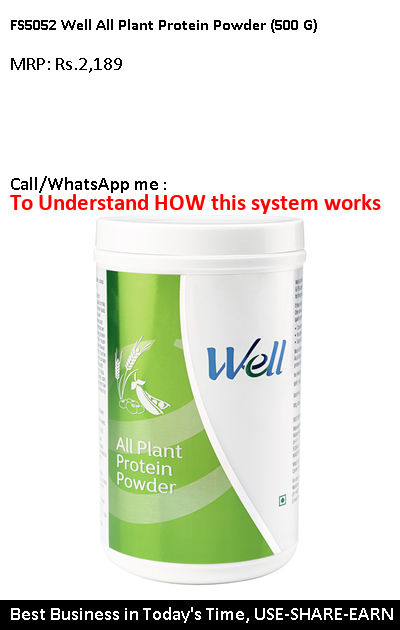 FS5052 Well All Plant Protein Powder (500 G)
MRP: Rs.2,189
Call/WhatsApp me :
To Understand HOW this system works
Well
All Plant
Protein
Powder
Best Business in Today's Time, USE-SHARE-EARN